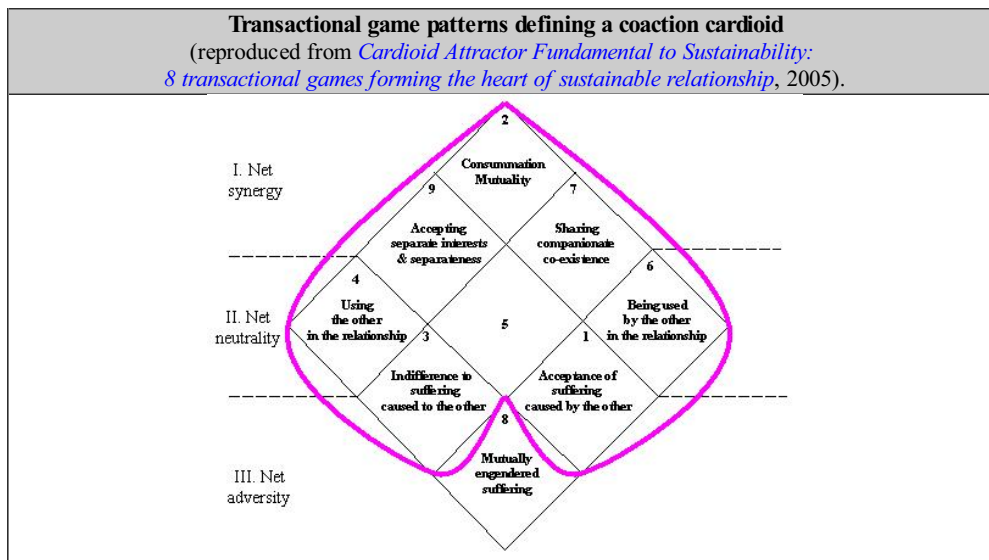 Transactional game patterns defining a coaction cardioid
(reproduced from Cardioid Attractor Fundamental to Sustainability:
8 transactional games forming the heart of sustainable relationship, 2005).
2
I. Net
synergy
Consummation
Mutuality
9
7
Accepting
separate interests
& separateness
Sharing
companionate
co-existence
4
6
II. Net
neutrality
Using
the other
in the relationship
5
Being used
by the other
in the relationship
3
1
Indifference to
suffering
caused to the other
Acceptance of
suffering
caused by the other
8
III. Net
adversity
Mutually
engendered
suffering